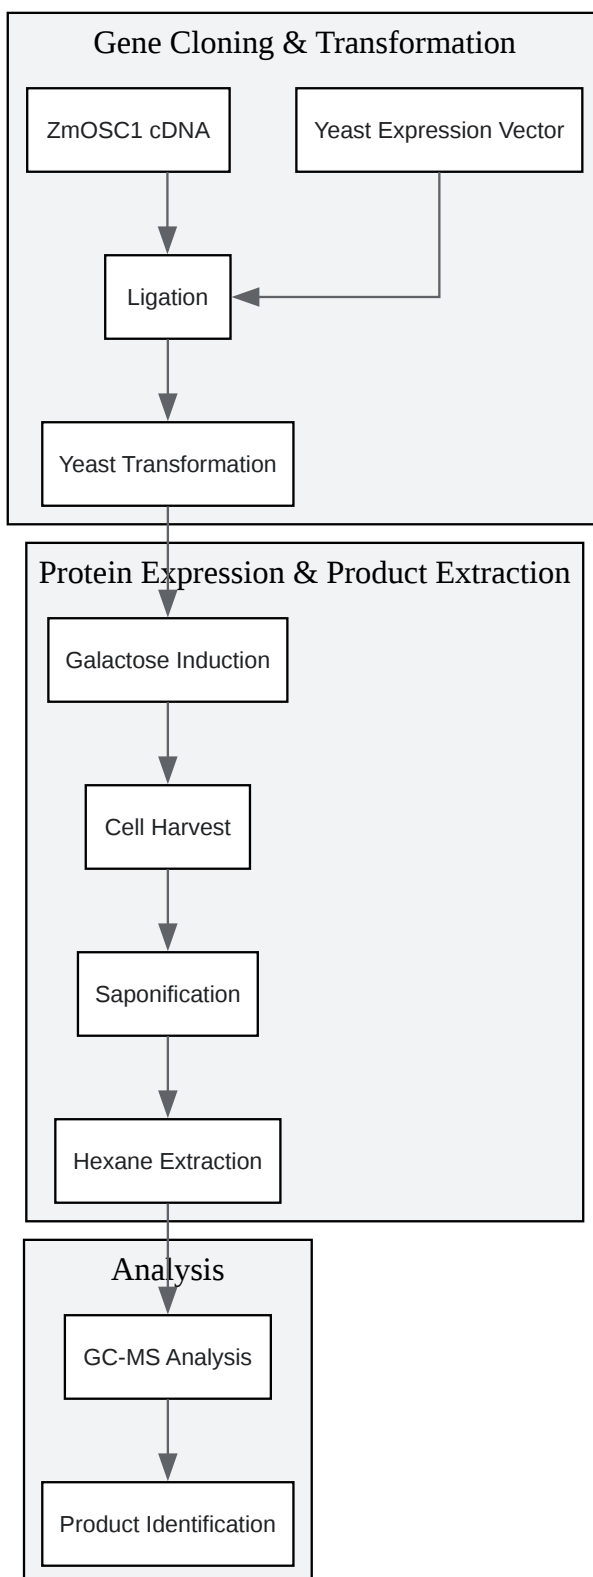 Gene Cloning & Transformation
ZmOSC1 cDNA
Yeast Expression Vector
Ligation
Yeast Transformation
Protein Expression & Product Extraction
Galactose Induction
Cell Harvest
Saponification
Hexane Extraction
Analysis
GC-MS Analysis
Product Identification